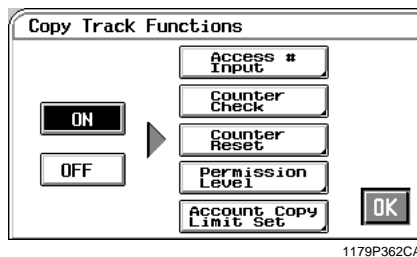 Copy Track Functions
ON
OFF
Access #
Input
Counter
Check
Counter
Reset
Permission
Level
Account Copy
Limit Set
OK
1179P362CA